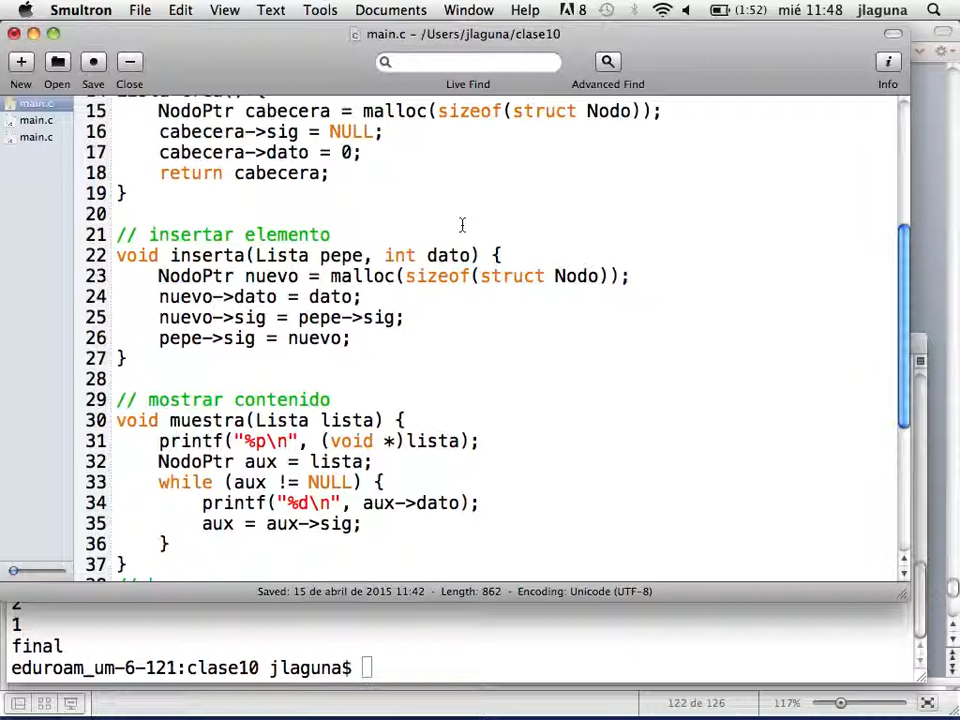 Smultron File Edit View Text Tools Documents Window Help 8 (1:52) mié 11:48 jlaguna
main.c - /Users/jlaguna/clase10
New Open Save Close Live Find Advanced Find Info
main.c
main.c
main.c
15 NodoPtr cabecera = malloc(sizeof(struct Nodo));
16 cabecera->sig = NULL;
17 cabecera->dato = 0;
18 return cabecera;
19 }
20
21 // insertar elemento
22 void inserta(Lista pepe, int dato) {
23 NodoPtr nuevo = malloc(sizeof(struct Nodo));
24 nuevo->dato = dato;
25 nuevo->sig = pepe->sig;
26 pepe->sig = nuevo;
27 }
28
29 // mostrar contenido
30 void muestra(Lista lista) {
31 printf("%p\n", (void *)lista);
32 NodoPtr aux = lista;
33 while (aux != NULL) {
34 printf("%d\n", aux->dato);
35 aux = aux->sig;
36 }
37 }
Saved: 15 de abril de 2015 11:42 • Length: 862 • Encoding: Unicode (UTF-8)
2
1
final
eduroam_um-6-121:clase10 jlaguna$
122 de 126 117%